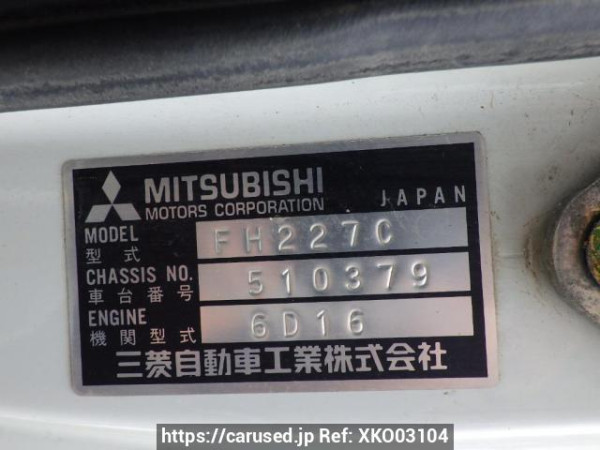 MITSUBISHI
MOTORS CORPORATION JAPAN
MODEL
型式 FH227C
CHASSIS NO.
車台番号 510379
ENGINE
機関型式 6D16
三菱自動車工業株式会社
https://carused.jp Ref: XKO03104